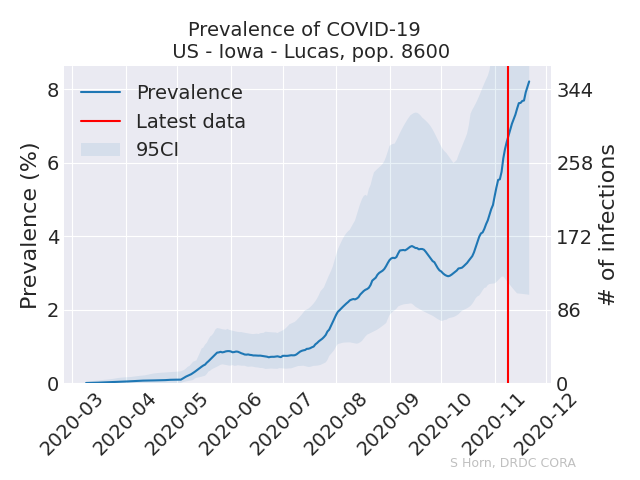 Prevalence of COVID-19
US - Iowa - Lucas, pop. 8600
Prevalence (%)
8
6
4
2
0
Prevalence
Latest data
95CI
344
258
172
86
0
# of infections
2020-03
2020-04
2020-05
2020-06
2020-07
2020-08
2020-09
2020-10
2020-11
2020-12
S Horn, DRDC CORA